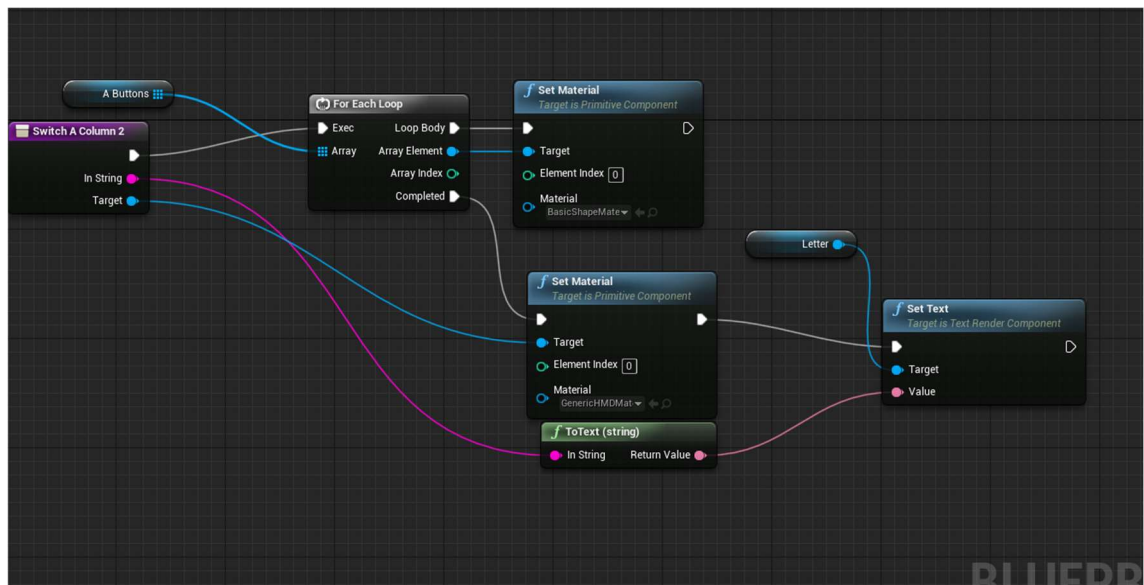 A Buttons
Switch A Column 2
In String
Target
For Each Loop
Exec Loop Body
Array Array Element
Array Index
Completed
Set Material
Target is Primitive Component
Target
Element Index 0
Material
BasicShapeMate
Set Material
Target is Primitive Component
Target
Element Index 0
Material
GenericHMDMat
ToText (string)
In String Return Value
Letter
Set Text
Target is Text Render Component
Target
Value